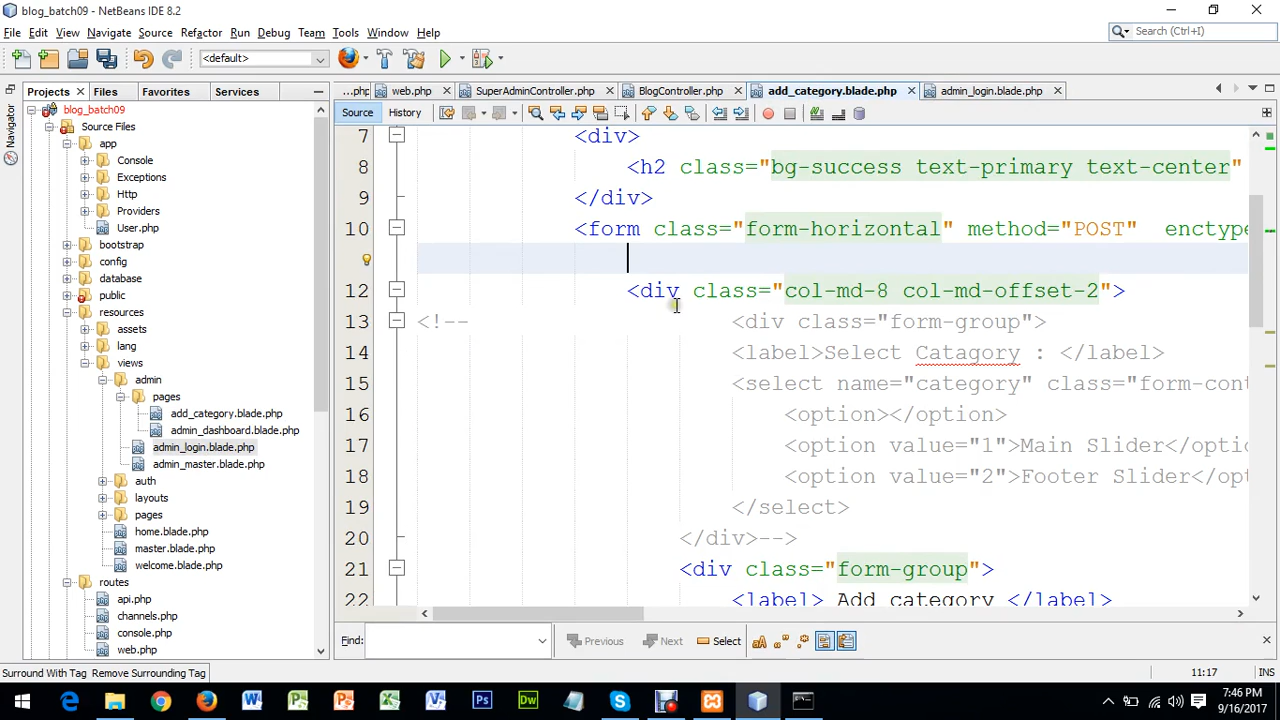 blog_batch09 - NetBeans IDE 8.2
File Edit View Navigate Source Refactor Run Debug Team Tools Window Help
Search (Ctrl+I)
<default>
Projects Files Favorites Services
...php web.php SuperAdminController.php BlogController.php add_category.blade.php admin_login.blade.php
Navigator
Source History
blog_batch09
Source Files
app
Console
Exceptions
Http
Providers
User.php
bootstrap
config
database
public
resources
assets
lang
views
admin
pages
add_category.blade.php
admin_dashboard.blade.php
admin_login.blade.php
admin_master.blade.php
auth
layouts
pages
home.blade.php
master.blade.php
welcome.blade.php
routes
api.php
channels.php
console.php
web.php
7 <div>
8 <h2 class="bg-success text-primary text-center"
9 </div>
10 <form class="form-horizontal" method="POST" enctype
12 <div class="col-md-8 col-md-offset-2">
13 <!-- <div class="form-group">
14 <label>Select Catagory : </label>
15 <select name="category" class="form-cont
16 <option></option>
17 <option value="1">Main Slider</optio
18 <option value="2">Footer Slider</opt
19 </select>
20 </div>-->
21 <div class="form-group">
22 <label> Add category </label>
Find: Previous Next Select
Surround With Tag Remove Surrounding Tag
11:17 INS
7:46 PM
9/16/2017